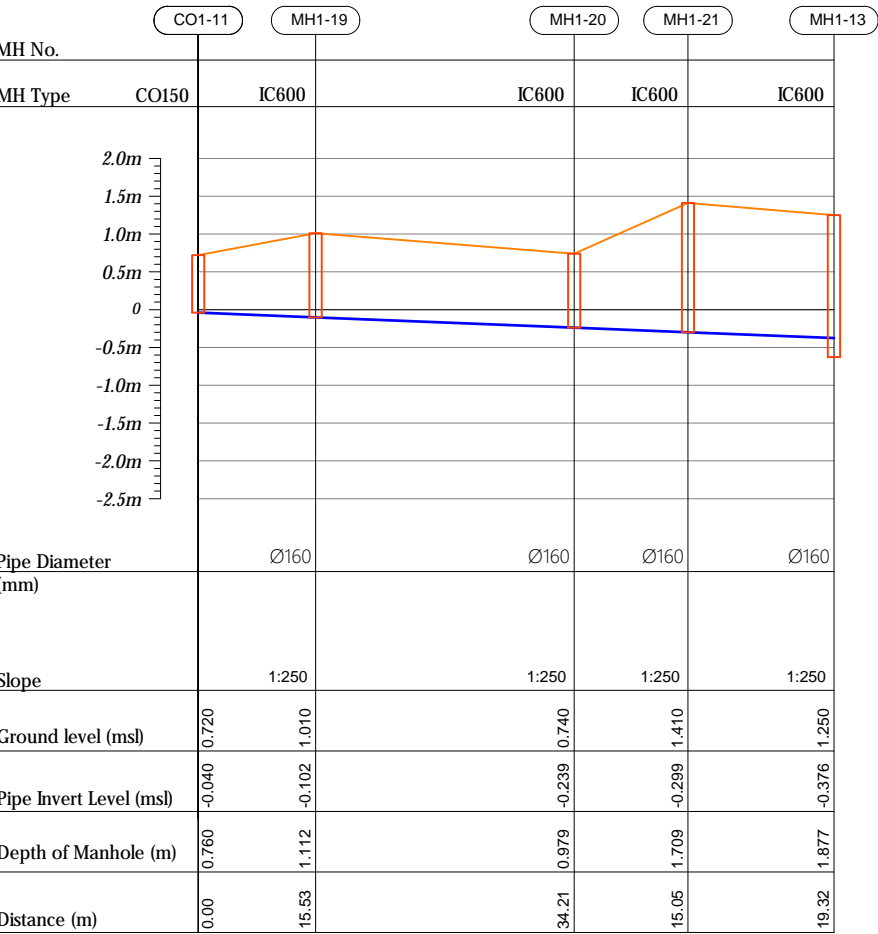 CO1-11 MH1-19 MH1-20 MH1-21 MH1-13
MH No.
MH Type CO150 IC600 IC600 IC600 IC600
2.0m
1.5m
1.0m
0.5m
0
-0.5m
-1.0m
-1.5m
-2.0m
-2.5m
Pipe Diameter Ø160 Ø160 Ø160 Ø160
(mm)
Slope 1:250 1:250 1:250 1:250
Ground level (msl) 0.720 1.010 0.740 1.410 1.250
Pipe Invert Level (msl) -0.040 -0.102 -0.239 -0.299 -0.376
Depth of Manhole (m) 0.760 1.112 0.979 1.709 1.877
Distance (m) 0.00 15.53 34.21 15.05 19.32